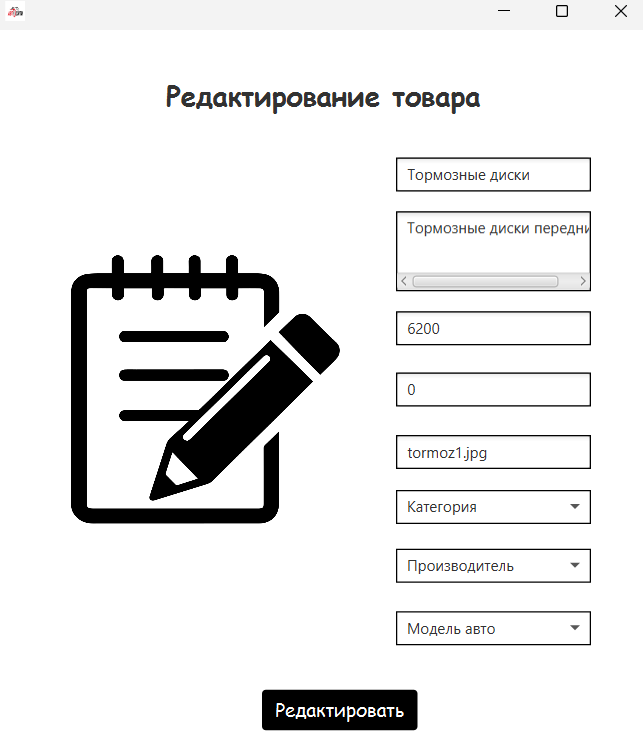 Редактирование товара
Тормозные диски
Тормозные диски передни
6200
0
tormoz1.jpg
Категория
Производитель
Модель авто
Редактировать